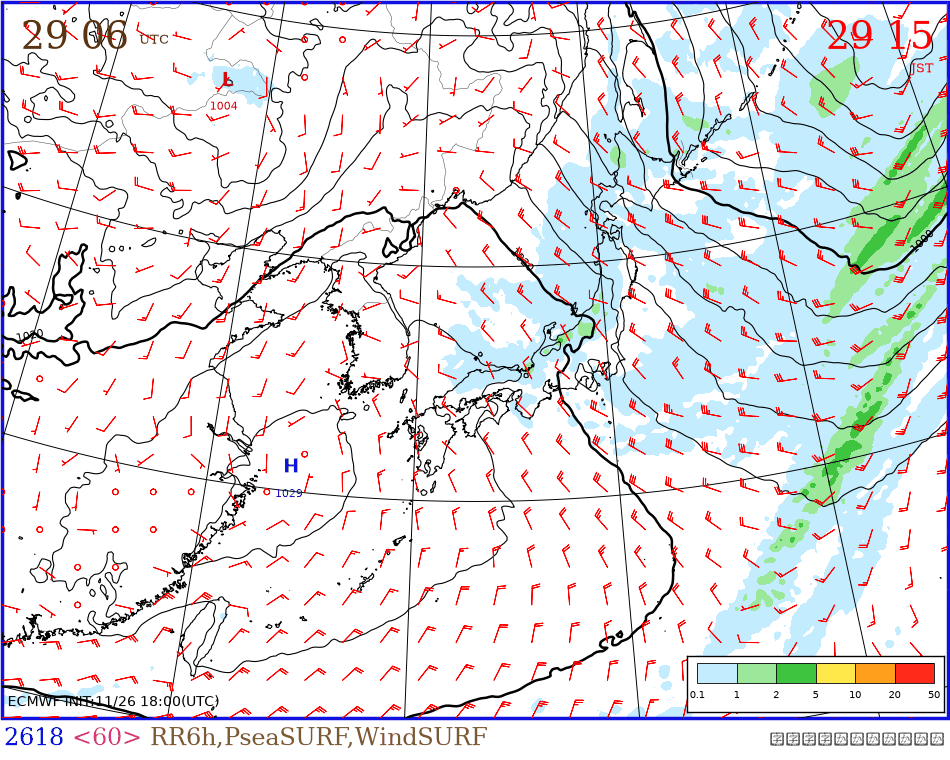 29 06 UTC
29 15 JST
L
1004
1000
1020
H
1029
0.1 1 2 5 10 20 50
ECMWF INIT:11/26 18:00(UTC)
2618 <60> RR6h,PseaSURF,WindSURF